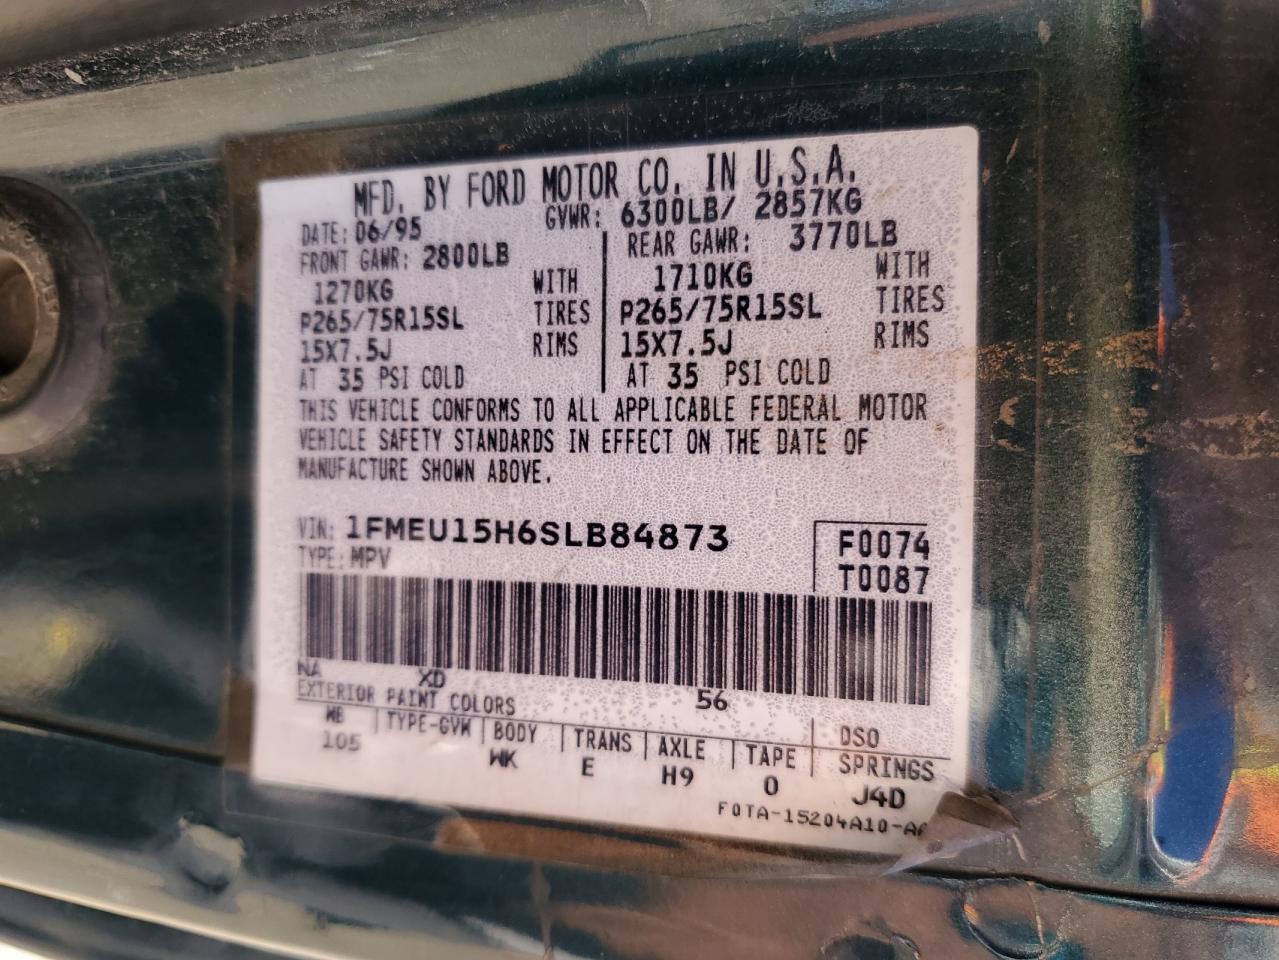 MFD. BY FORD MOTOR CO. IN U.S.A.
DATE: 06/95 GVWR: 6300LB/ 2857KG
FRONT GAWR: 2800LB REAR GAWR: 3770LB
1270KG WITH 1710KG WITH
P265/75R15SL TIRES P265/75R15SL TIRES
15X7.5J RIMS 15X7.5J RIMS
AT 35 PSI COLD AT 35 PSI COLD
THIS VEHICLE CONFORMS TO ALL APPLICABLE FEDERAL MOTOR
VEHICLE SAFETY STANDARDS IN EFFECT ON THE DATE OF
MANUFACTURE SHOWN ABOVE.
VIN: 1FMEU15H6SLB84873 F0074
TYPE: MPV T0087
NA XD 56
EXTERIOR PAINT COLORS DSO
WB TYPE-GVW BODY TRANS AXLE TAPE SPRINGS
105 WK E H9 0 J4D
F0TA-15204A10-A